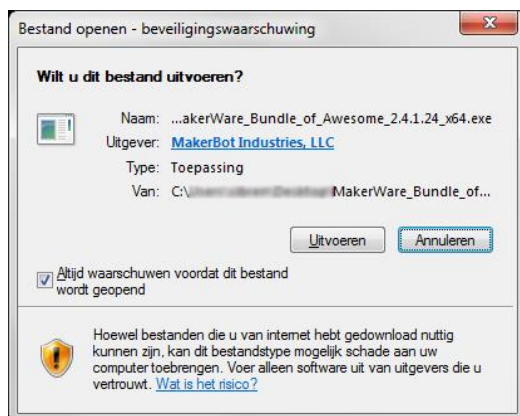 Bestand openen - beveiligingswaarschuwing
Wilt u dit bestand uitvoeren?
Naam: ...akerWare_Bundle_of_Awesome_2.4.1.24_x64.exe
Uitgever: MakerBot Industries, LLC
Type: Toepassing
Van: C:\ MakerWare_Bundle_of...
Uitvoeren Annuleren
Altijd waarschuwen voordat dit bestand
wordt geopend
Hoewel bestanden die u van internet hebt gedownload nuttig
kunnen zijn, kan dit bestandstype mogelijk schade aan uw
computer toebrengen. Voer alleen software uit van uitgevers die u
vertrouwt. Wat is het risico?